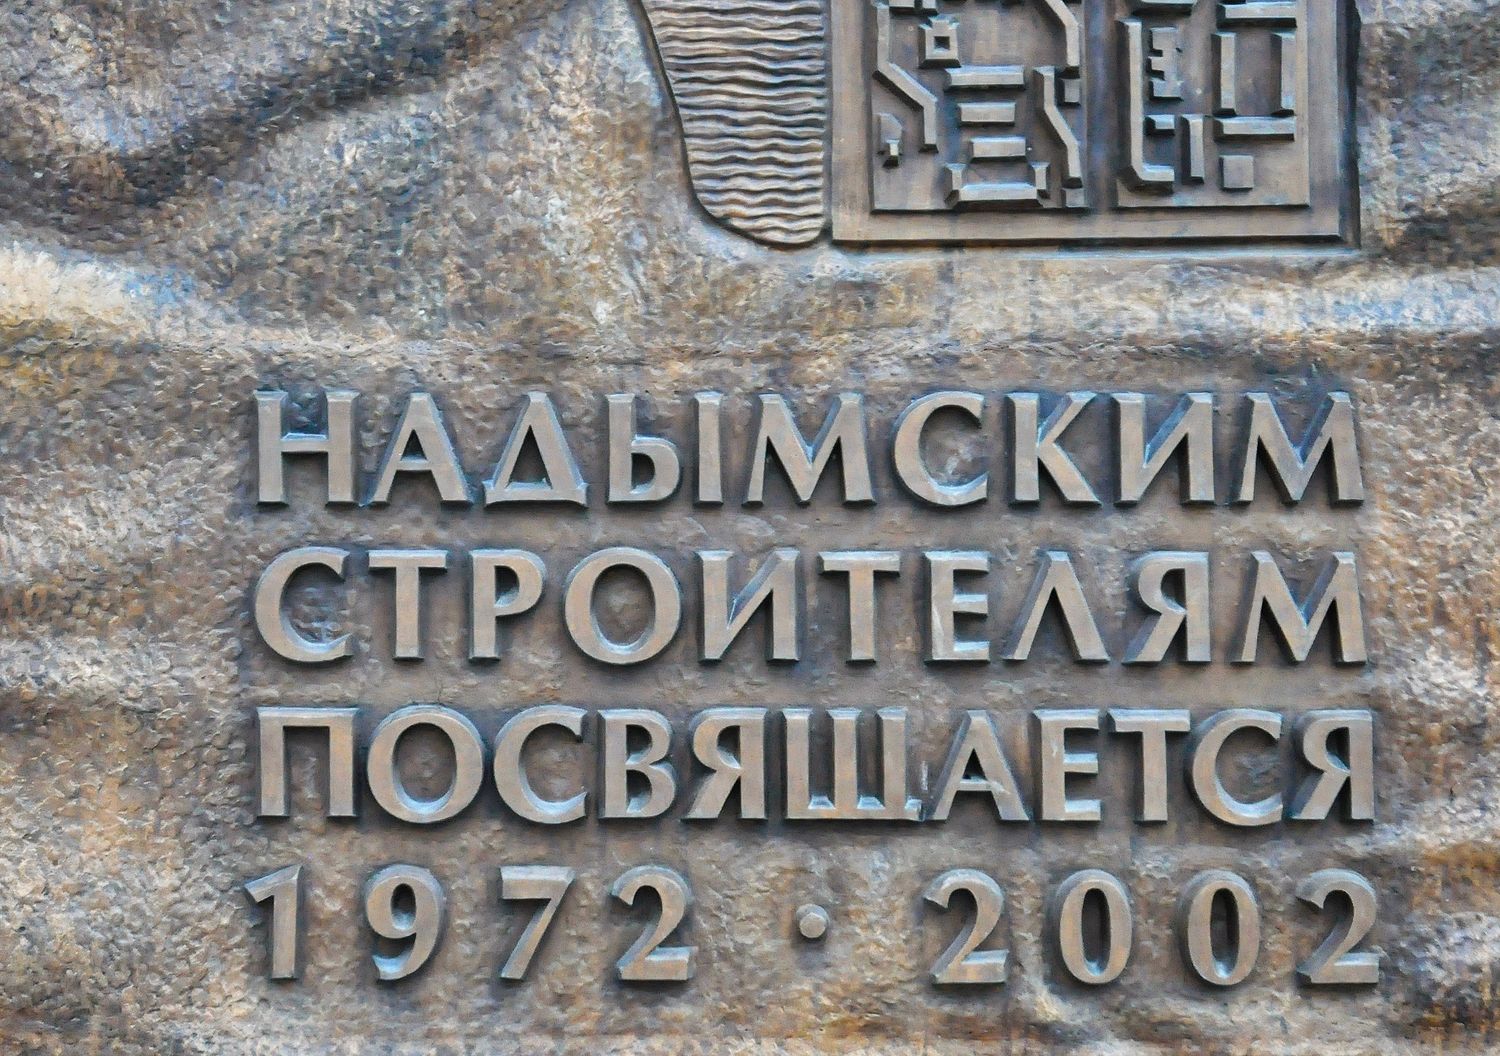 НАДЫМСКИМ
СТРОИТЕЛЯМ
ПОСВЯЩАЕТСЯ
1972 · 2002